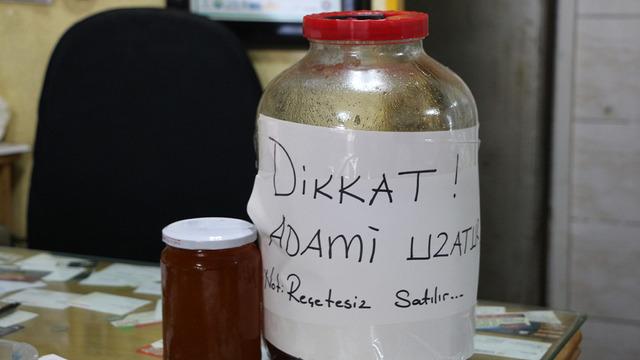 DİKKAT !
ADAMİ UZATIR
Not: Reçetesiz Satılır...